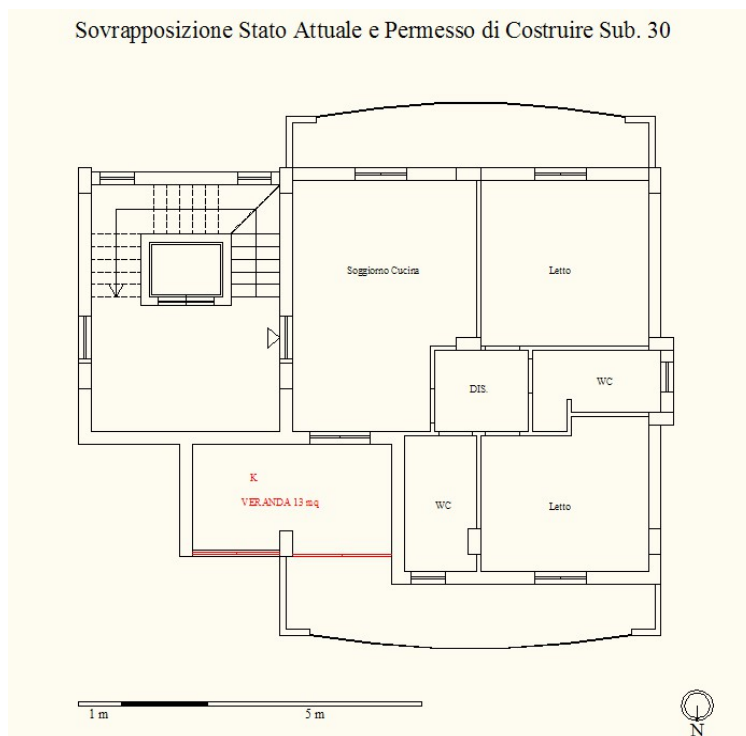 Sovrapposizione Stato Attuale e Permesso di Costruire Sub. 30
Soggiorno Cucina
Letto
DIS.
WC
K
VERANDA 13 mq
WC
Letto
1 m
5 m
N